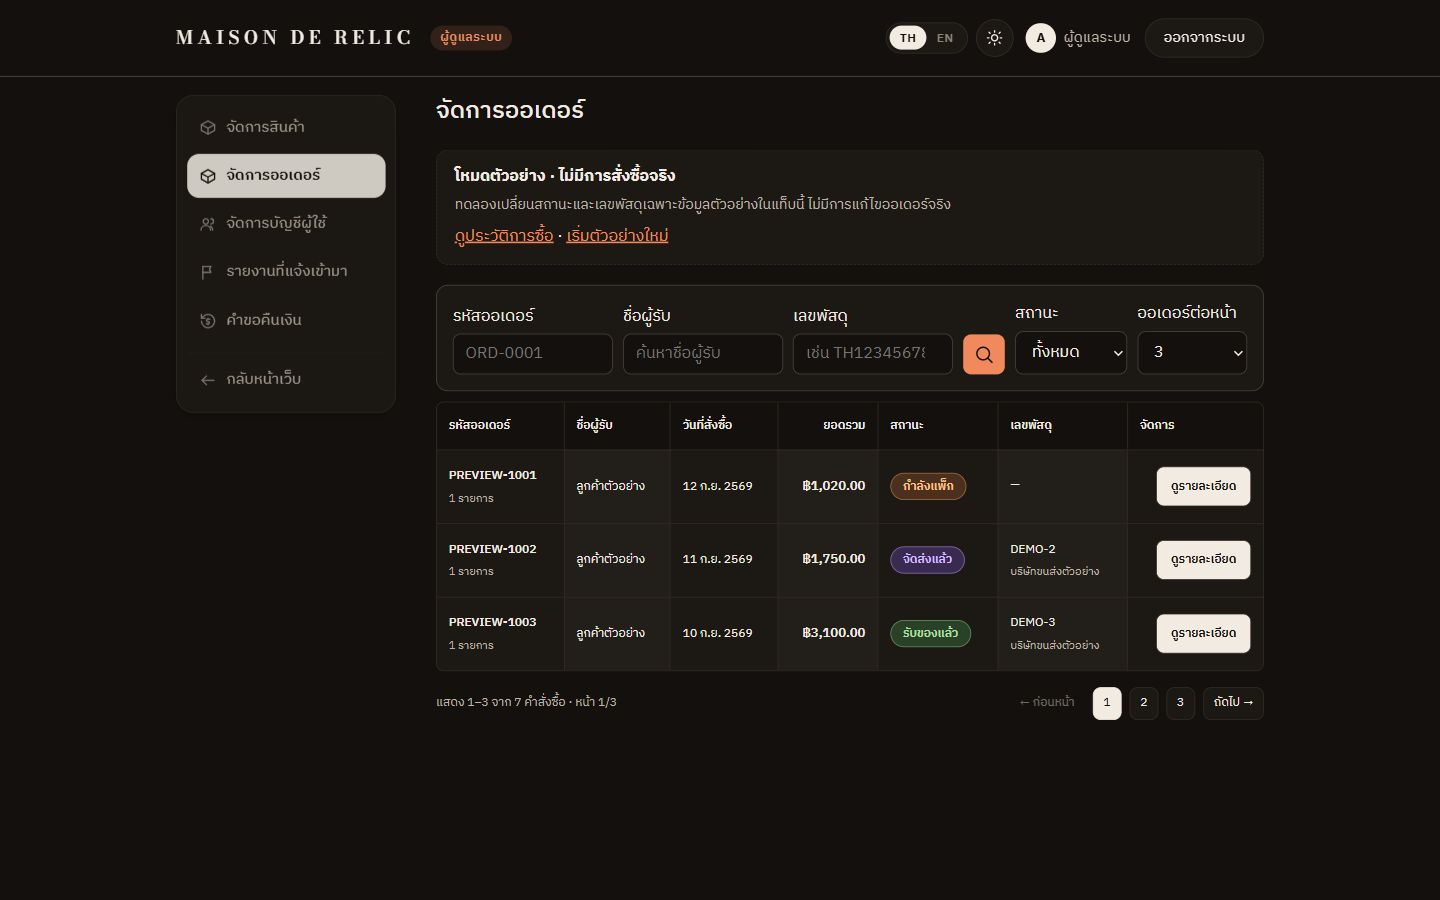 MAISON DE RELIC ผู้ดูแลระบบ TH EN A ผู้ดูแลระบบ ออกจากระบบ
จัดการสินค้า
จัดการออเดอร์
จัดการบัญชีผู้ใช้
รายงานที่แจ้งเข้ามา
คำขอคืนเงิน
กลับหน้าเว็บ
จัดการออเดอร์
โหมดตัวอย่าง · ไม่มีการสั่งซื้อจริง
ทดลองเปลี่ยนสถานะและเลขพัสดุเฉพาะข้อมูลตัวอย่างในแท็บนี้ ไม่มีการแก้ไขออเดอร์จริง
ดูประวัติการซื้อ · เริ่มตัวอย่างใหม่
รหัสออเดอร์ ชื่อผู้รับ เลขพัสดุ สถานะ ออเดอร์ต่อหน้า
ORD-0001 ค้นหาชื่อผู้รับ เช่น TH12345678 ทั้งหมด 3
รหัสออเดอร์ ชื่อผู้รับ วันที่สั่งซื้อ ยอดรวม สถานะ เลขพัสดุ จัดการ
PREVIEW-1001 ลูกค้าตัวอย่าง 12 ก.ย. 2569 ฿1,020.00 กำลังแพ็ก — ดูรายละเอียด
1 รายการ
PREVIEW-1002 ลูกค้าตัวอย่าง 11 ก.ย. 2569 ฿1,750.00 จัดส่งแล้ว DEMO-2 ดูรายละเอียด
1 รายการ บริษัทขนส่งตัวอย่าง
PREVIEW-1003 ลูกค้าตัวอย่าง 10 ก.ย. 2569 ฿3,100.00 รับของแล้ว DEMO-3 ดูรายละเอียด
1 รายการ บริษัทขนส่งตัวอย่าง
แสดง 1–3 จาก 7 คำสั่งซื้อ · หน้า 1/3 ← ก่อนหน้า 1 2 3 ถัดไป →